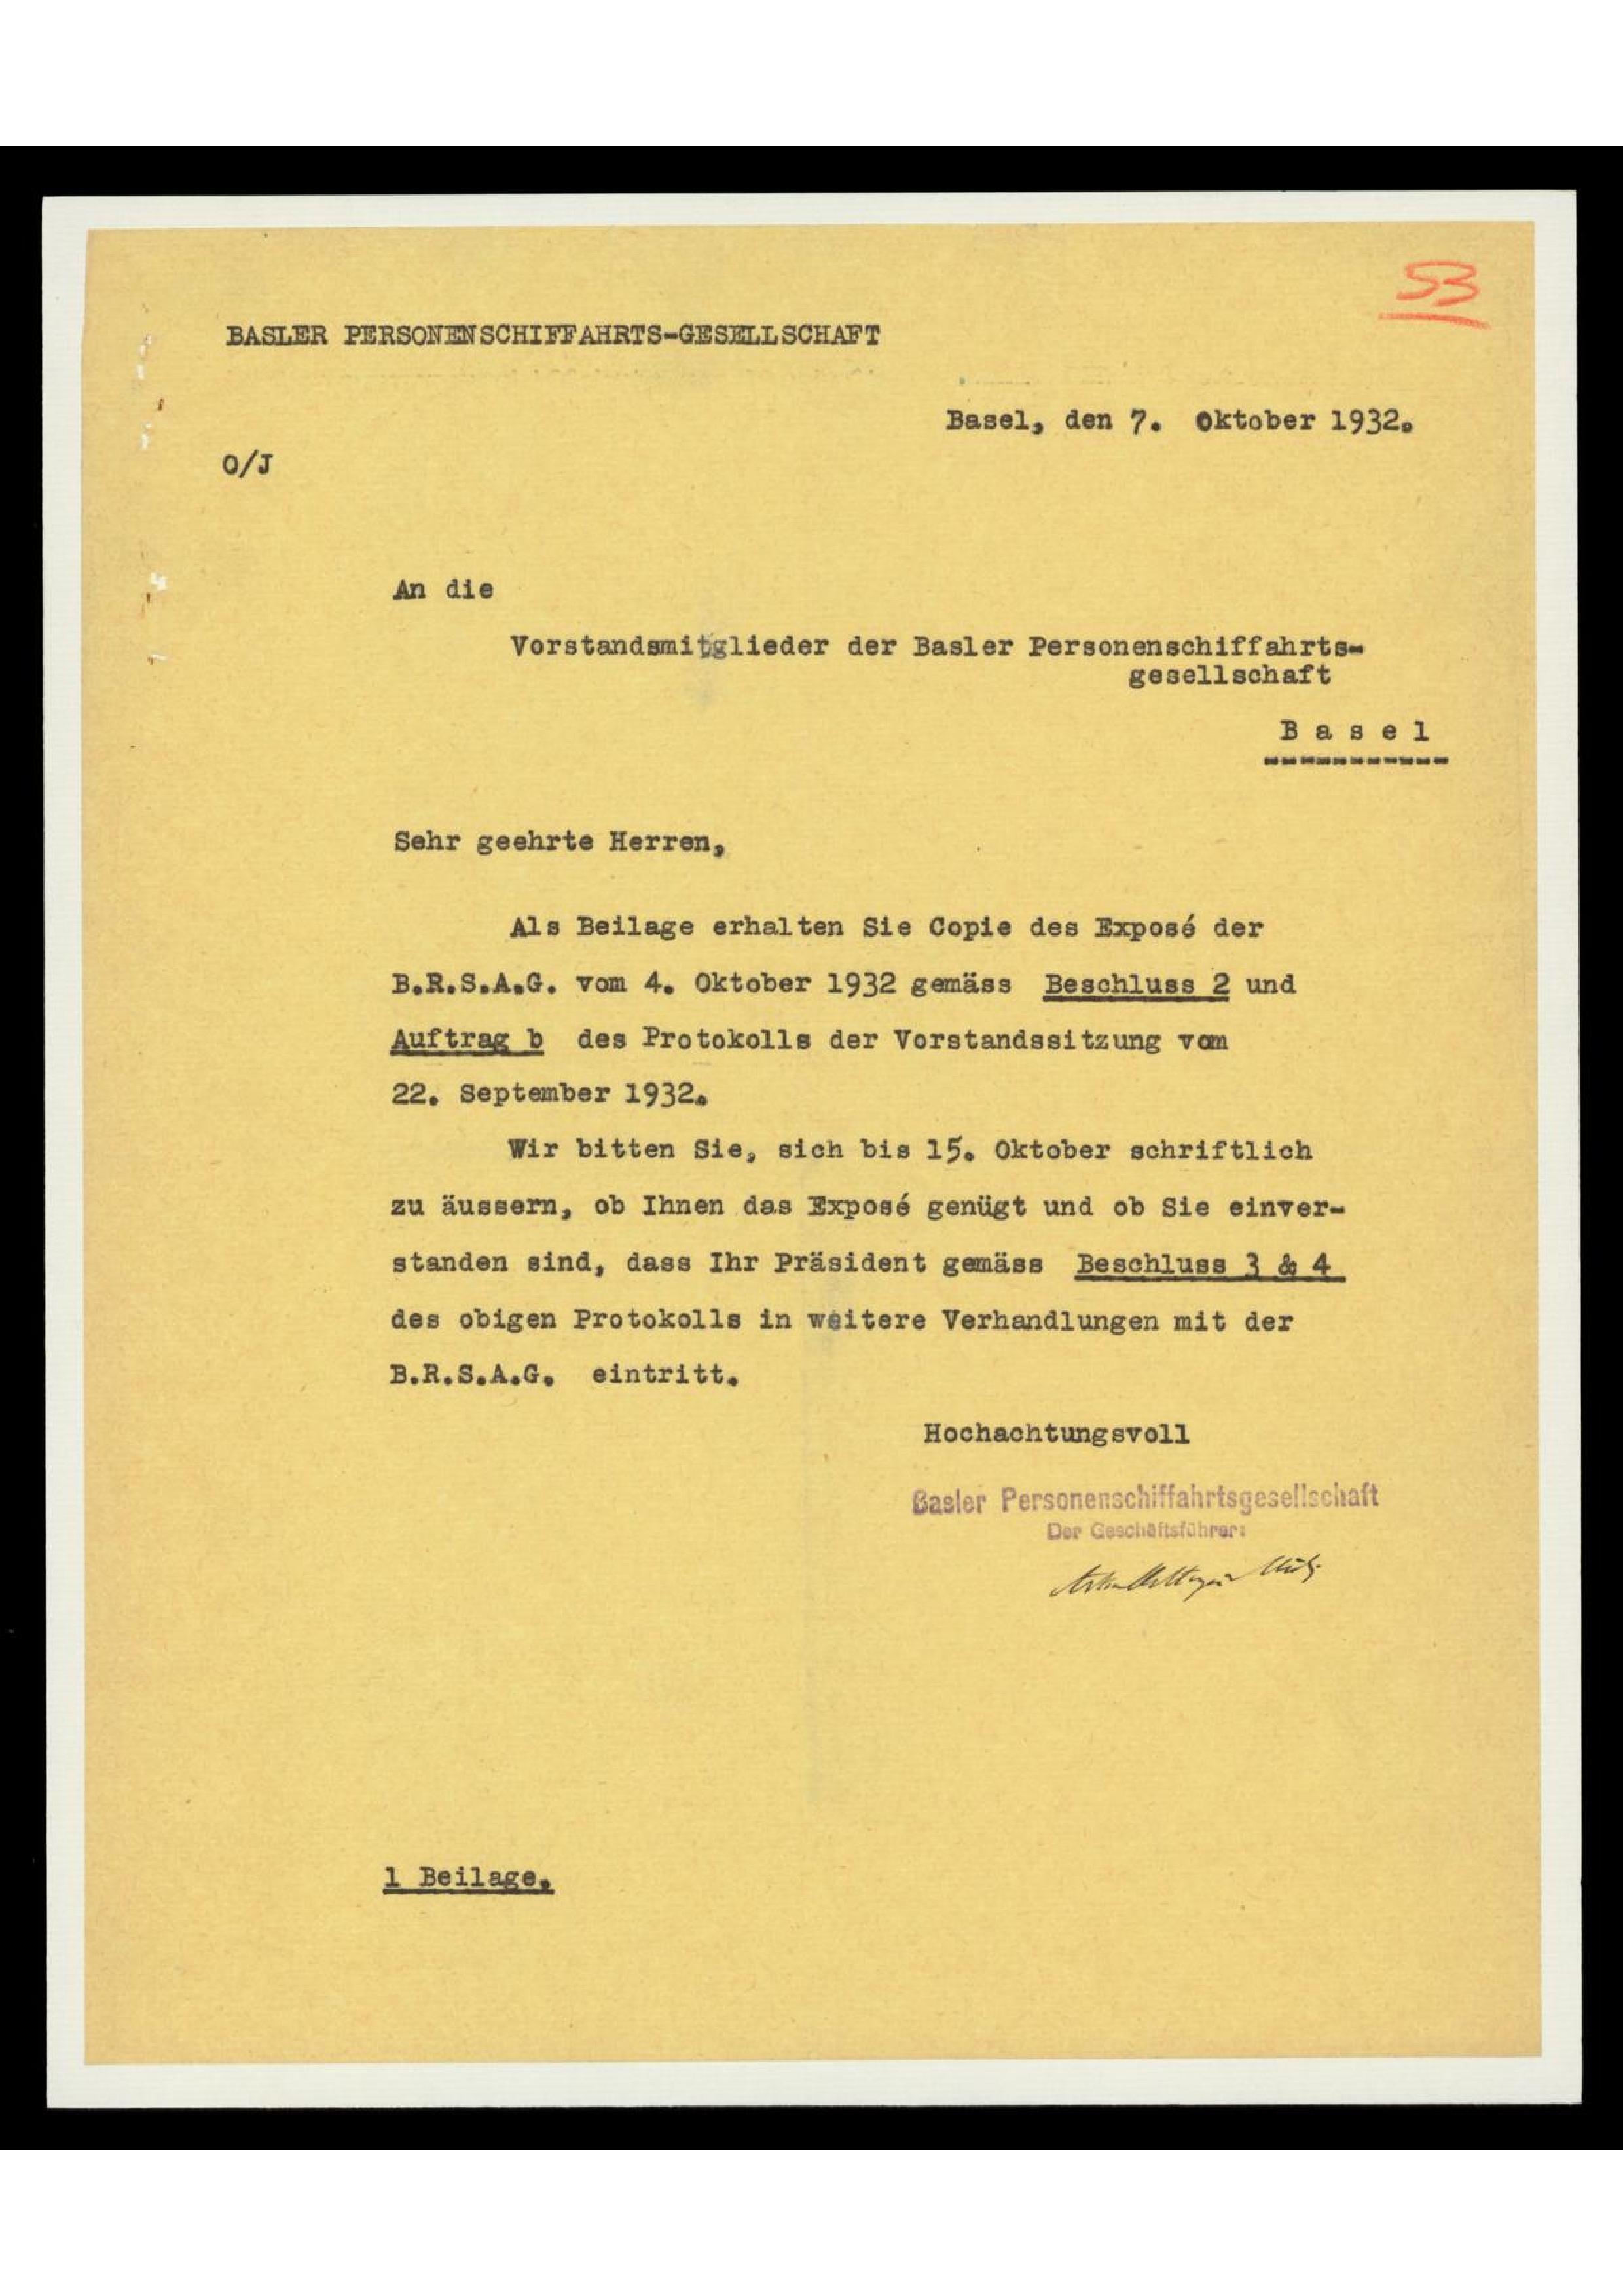 53
BASLER PERSONENSCHIFFAHRTS-GESELLSCHAFT
Basel, den 7. Oktober 1932.
O/J
An die
Vorstandsmitglieder der Basler Personenschiffahrts-
gesellschaft
B a s e l
Sehr geehrte Herren,
Als Beilage erhalten Sie Copie des Exposé der
B.R.S.A.G. vom 4. Oktober 1932 gemäss Beschluss 2 und
Auftrag b des Protokolls der Vorstandssitzung vom
22. September 1932.
Wir bitten Sie, sich bis 15. Oktober schriftlich
zu äussern, ob Ihnen das Exposé genügt und ob Sie einver-
standen sind, dass Ihr Präsident gemäss Beschluss 3 & 4
des obigen Protokolls in weitere Verhandlungen mit der
B.R.S.A.G. eintritt.
Hochachtungsvoll
Basler Personenschiffahrtsgesellschaft
Der Geschäftsführer:
1 Beilage.